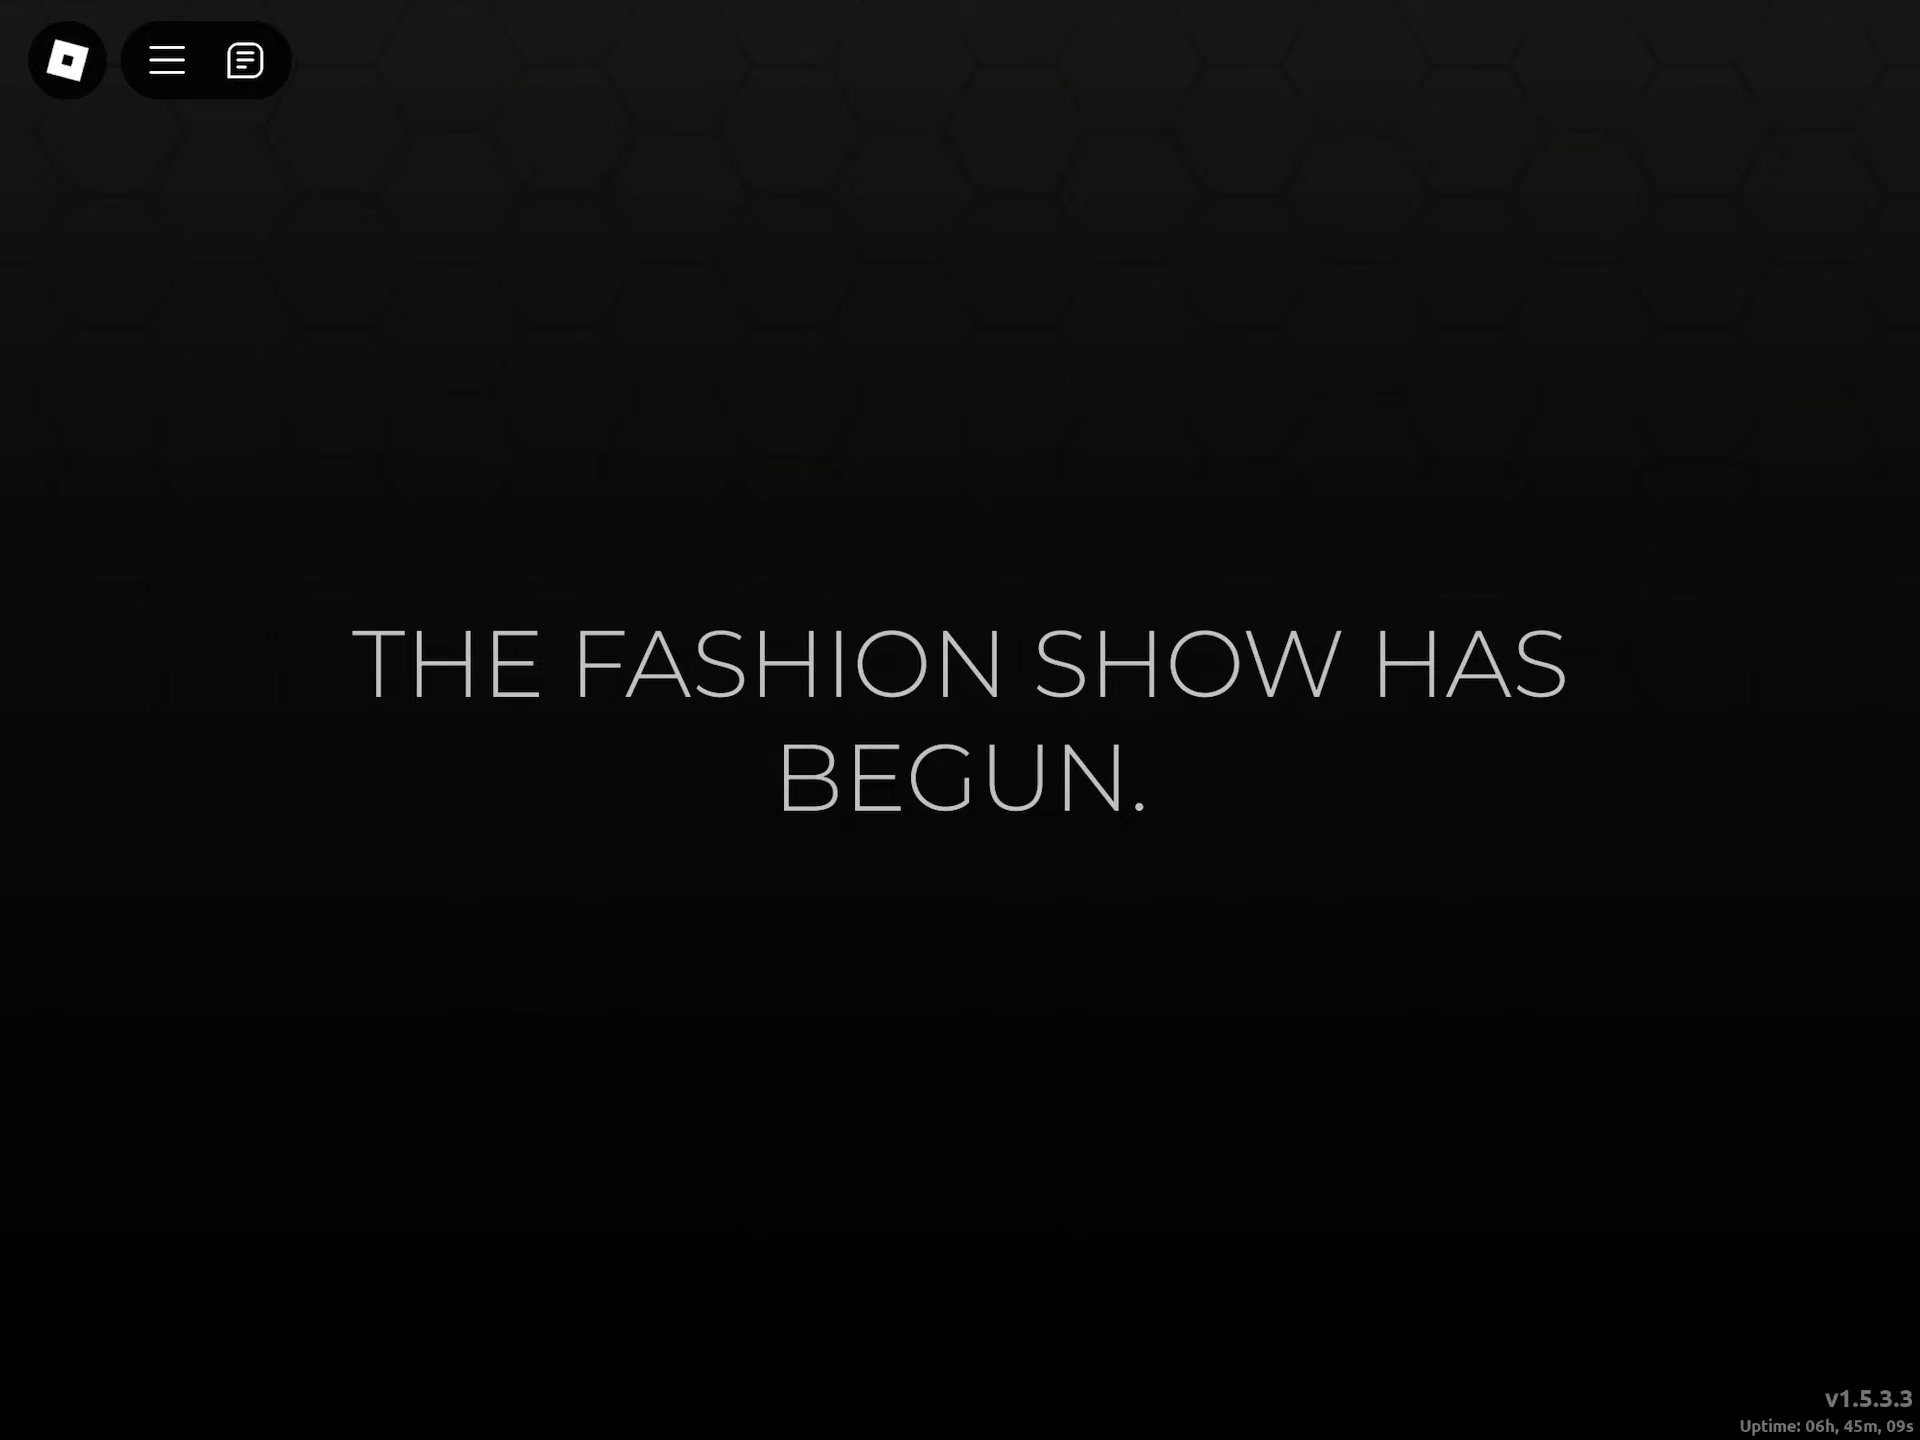 THE FASHION SHOW HAS
BEGUN.
v1.5.3.3
Uptime: 06h, 45m, 09s